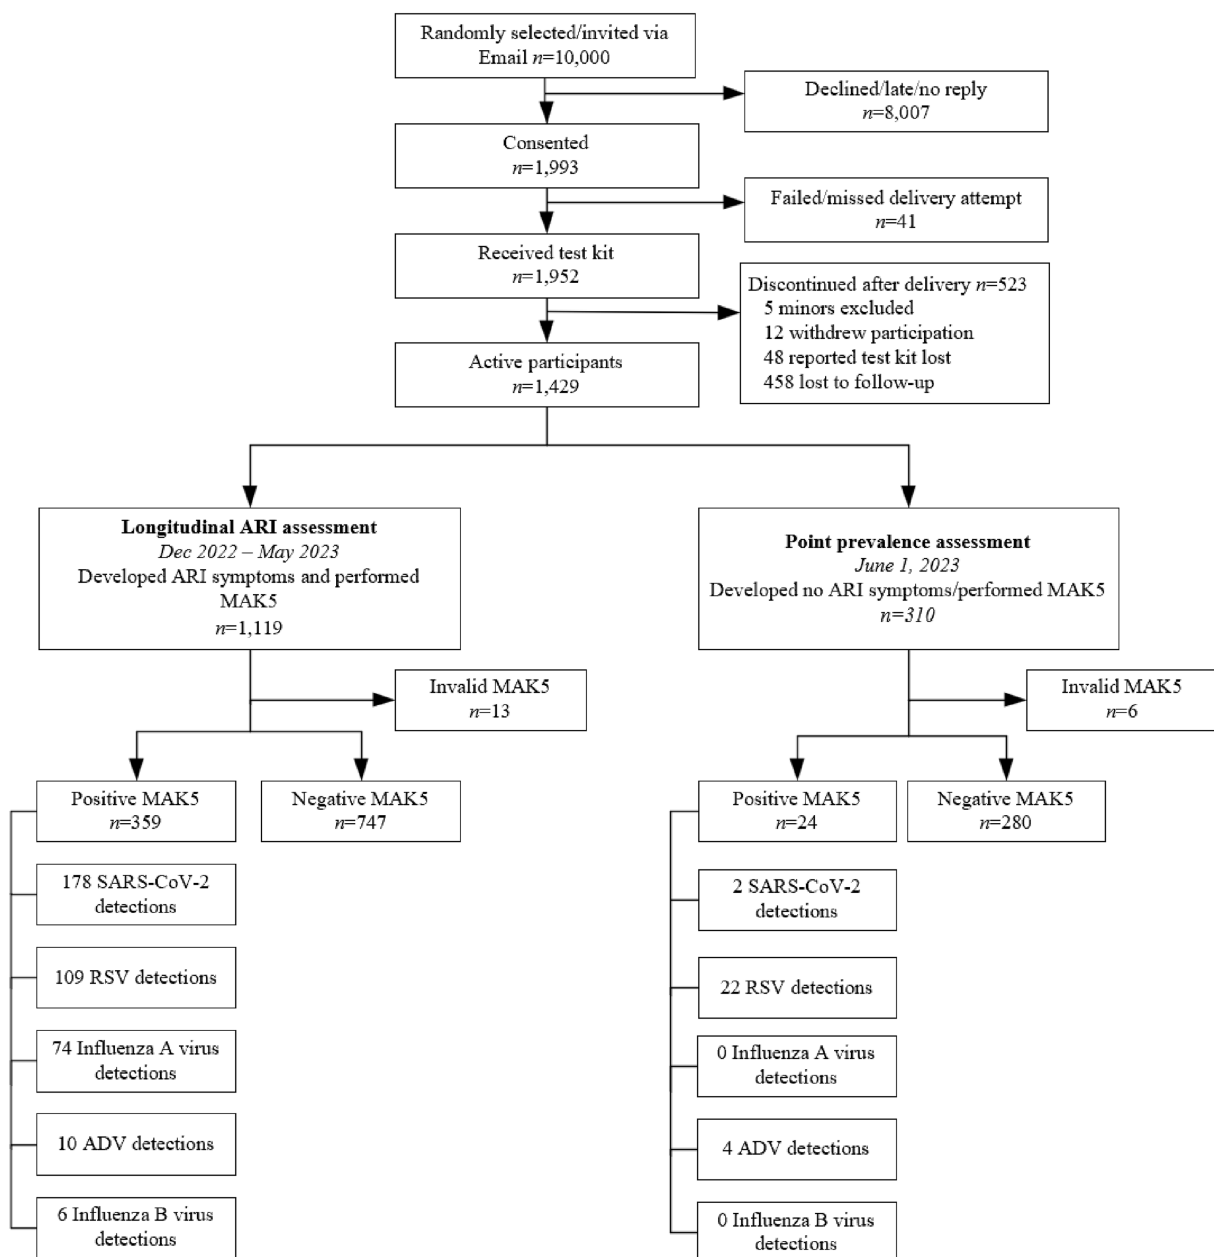 Randomly selected/invited via
Email n=10,000
Declined/late/no reply
n=8,007
Consented
n=1,993
Failed/missed delivery attempt
n=41
Received test kit
n=1,952
Discontinued after delivery n=523
5 minors excluded
12 withdrew participation
48 reported test kit lost
458 lost to follow-up
Active participants
n=1,429
Longitudinal ARI assessment
Dec 2022 – May 2023
Developed ARI symptoms and performed
MAK5
n=1,119
Point prevalence assessment
June 1, 2023
Developed no ARI symptoms/performed MAK5
n=310
Invalid MAK5
n=13
Invalid MAK5
n=6
Positive MAK5
n=359
Negative MAK5
n=747
Positive MAK5
n=24
Negative MAK5
n=280
178 SARS-CoV-2
detections
109 RSV detections
74 Influenza A virus
detections
10 ADV detections
6 Influenza B virus
detections
2 SARS-CoV-2
detections
22 RSV detections
0 Influenza A virus
detections
4 ADV detections
0 Influenza B virus
detections